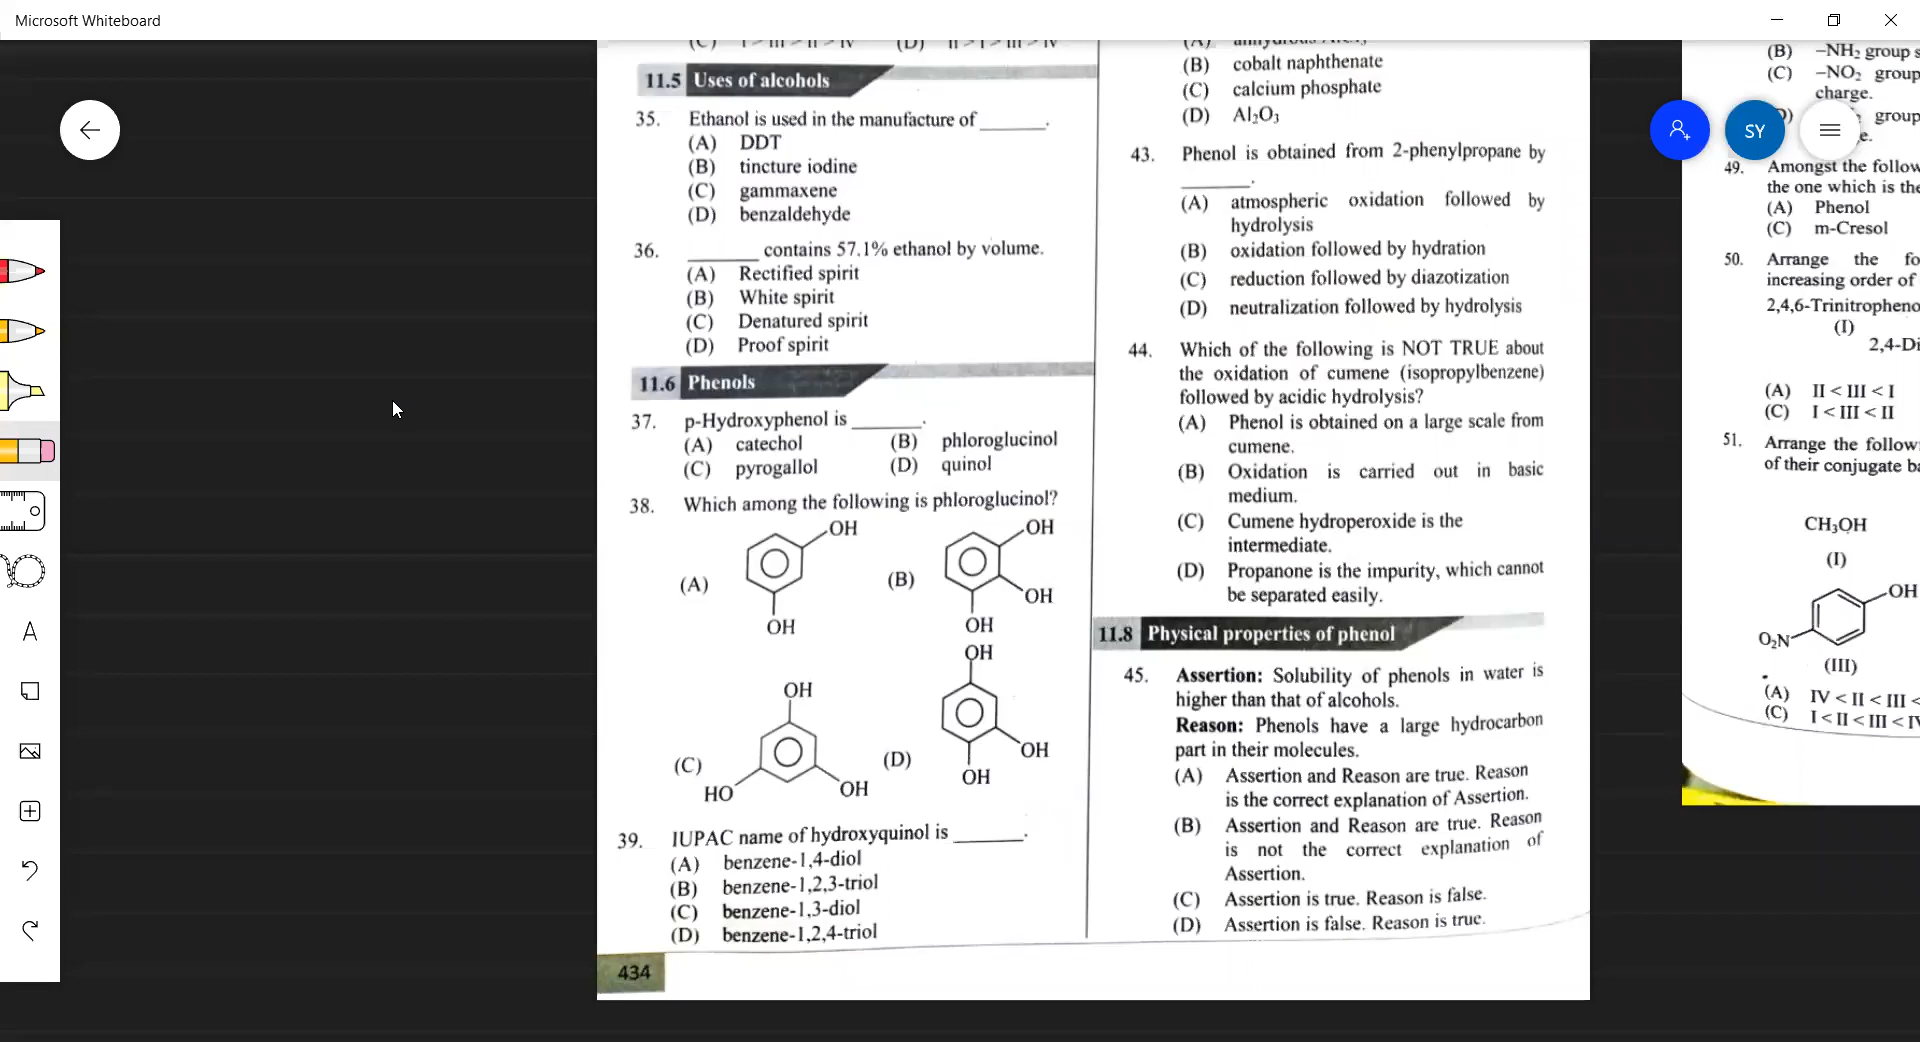 Microsoft Whiteboard
SY
11.5 Uses of alcohols
35. Ethanol is used in the manufacture of ______.
(A) DDT
(B) tincture iodine
(C) gammaxene
(D) benzaldehyde
36. ______ contains 57.1% ethanol by volume.
(A) Rectified spirit
(B) White spirit
(C) Denatured spirit
(D) Proof spirit
11.6 Phenols
37. p-Hydroxyphenol is ______.
(A) catechol (B) phloroglucinol
(C) pyrogallol (D) quinol
38. Which among the following is phloroglucinol?
OH OH
(A) (B)
OH
OH OH
OH
OH
(C) (D)
OH
HO OH OH
39. IUPAC name of hydroxyquinol is ______.
(A) benzene-1,4-diol
(B) benzene-1,2,3-triol
(C) benzene-1,3-diol
(D) benzene-1,2,4-triol
434
(B) cobalt naphthenate
(C) calcium phosphate
(D) Al₂O₃
43. Phenol is obtained from 2-phenylpropane by
______.
(A) atmospheric oxidation followed by
hydrolysis
(B) oxidation followed by hydration
(C) reduction followed by diazotization
(D) neutralization followed by hydrolysis
44. Which of the following is NOT TRUE about
the oxidation of cumene (isopropylbenzene)
followed by acidic hydrolysis?
(A) Phenol is obtained on a large scale from
cumene.
(B) Oxidation is carried out in basic
medium.
(C) Cumene hydroperoxide is the
intermediate.
(D) Propanone is the impurity, which cannot
be separated easily.
11.8 Physical properties of phenol
45. Assertion: Solubility of phenols in water is
higher than that of alcohols.
Reason: Phenols have a large hydrocarbon
part in their molecules.
(A) Assertion and Reason are true. Reason
is the correct explanation of Assertion.
(B) Assertion and Reason are true. Reason
is not the correct explanation of
Assertion.
(C) Assertion is true. Reason is false.
(D) Assertion is false. Reason is true.
(B) –NH₂ group
(C) –NO₂ group
charge.
group
49. Amongst the
the one which is
(A) Phenol
(C) m-Cresol
50. Arrange the
increasing order of
(I)
(A) II < III < I
(C) I < III < II
51. Arrange the
of their conjugate
CH₃OH
(I)
OH
O₂N
(III)
(A) IV < II < III <
(C) I < II < III <